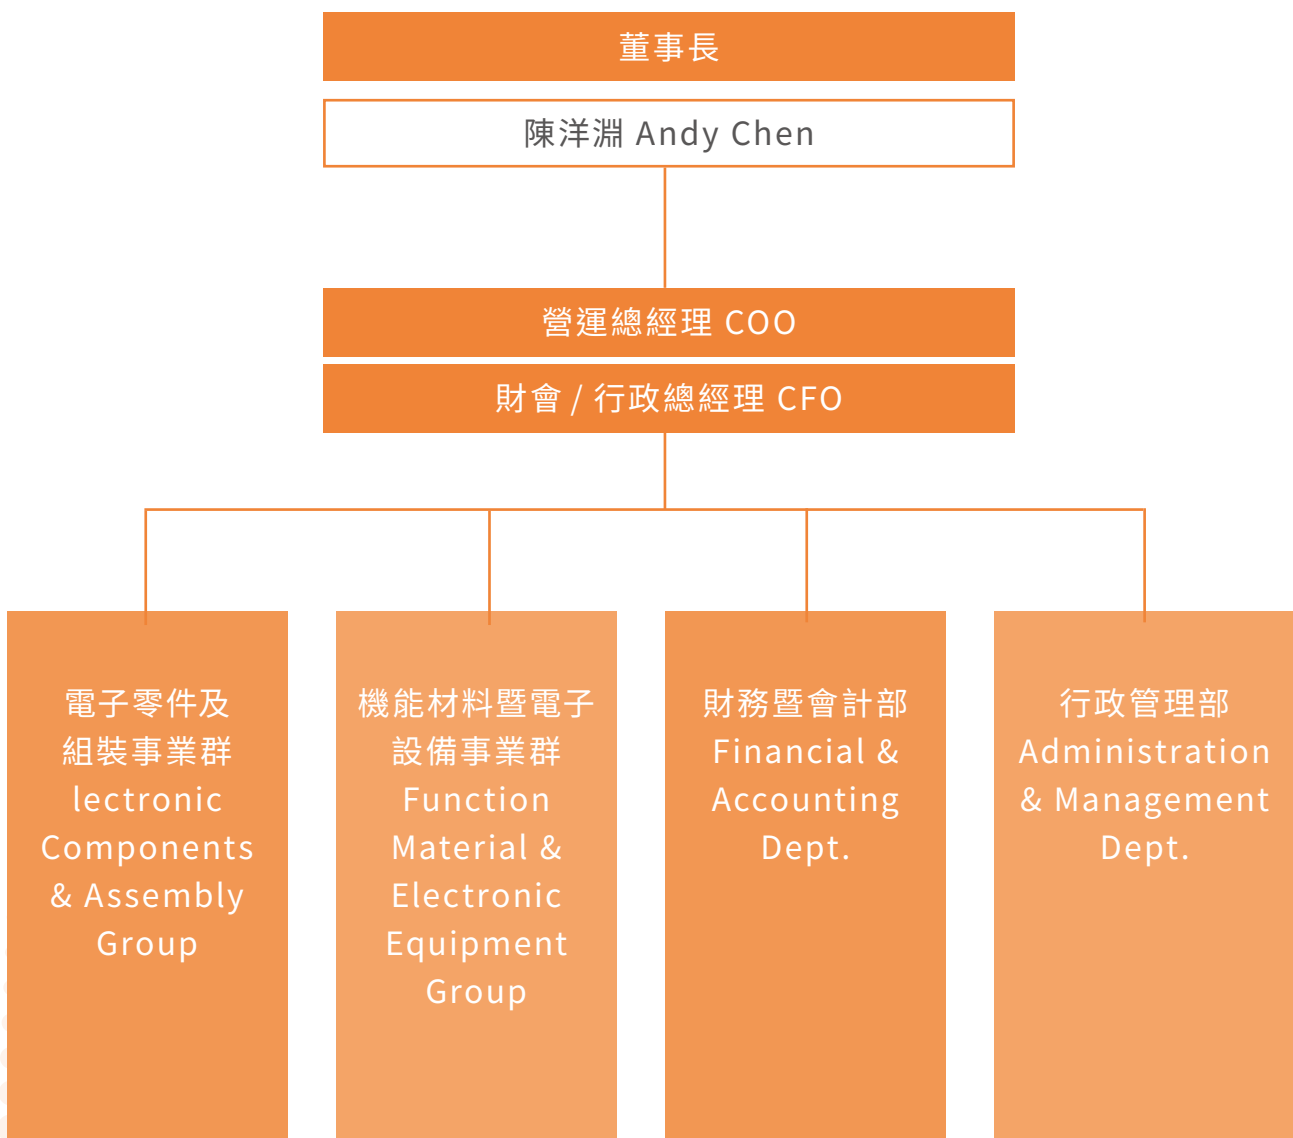 董事長
陳洋淵 Andy Chen
營運總經理 COO
財會 / 行政總經理 CFO
電子零件及
組裝事業群
lectronic
Components
& Assembly
Group
機能材料暨電子
設備事業群
Function
Material &
Electronic
Equipment
Group
財務暨會計部
Financial &
Accounting
Dept.
行政管理部
Administration
& Management
Dept.